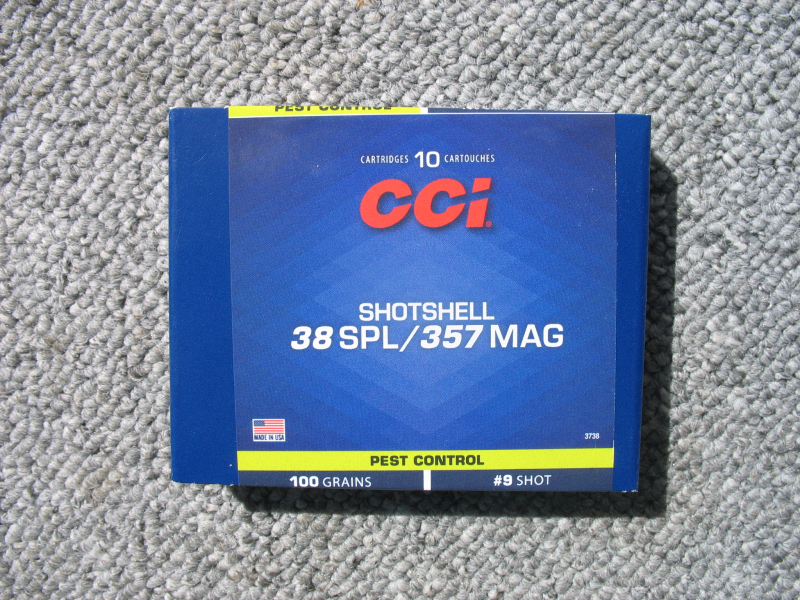 PEST CONTROL
CARTRIDGES 10 CARTOUCHES
CCI
SHOTSHELL
38 SPL/357 MAG
MADE IN USA
3738
PEST CONTROL
100 GRAINS #9 SHOT